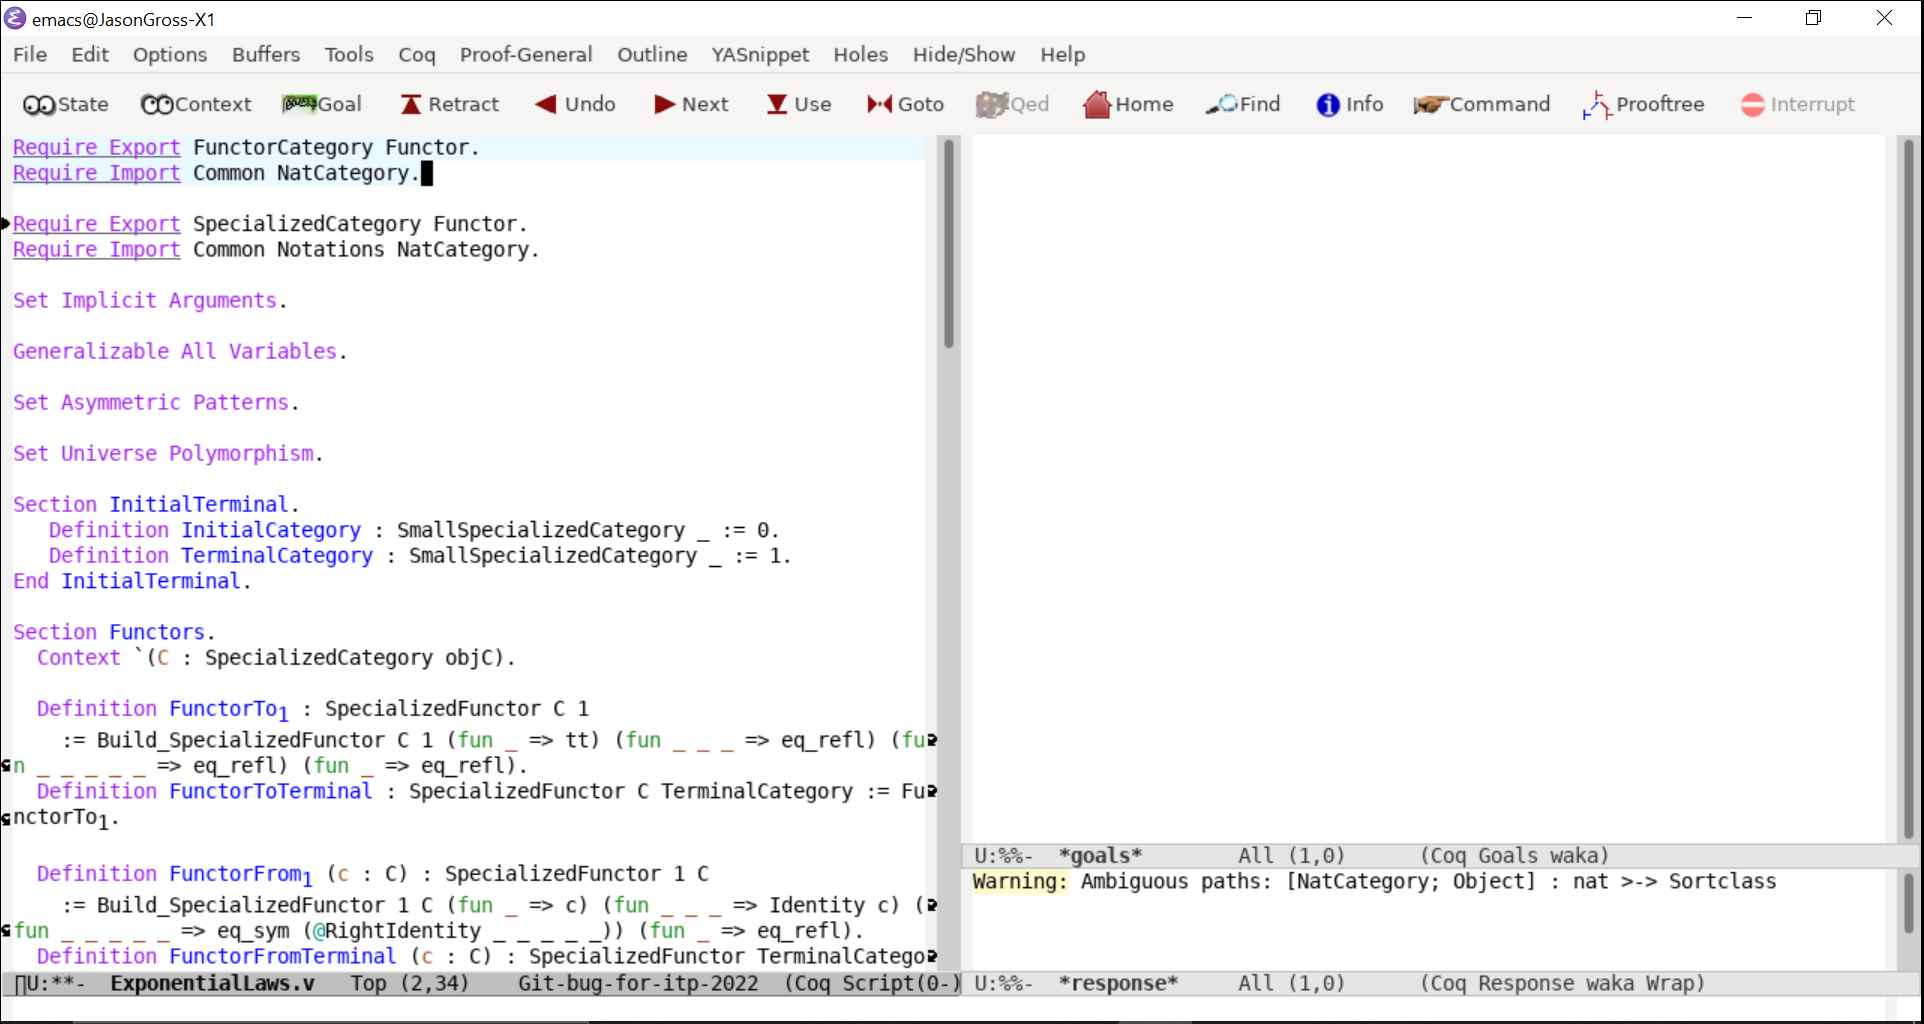 emacs@JasonGross-X1
File Edit Options Buffers Tools Coq Proof-General Outline YASnippet Holes Hide/Show Help
State Context Goal Retract Undo Next Use Goto Qed Home Find Info Command Prooftree Interrupt
Require Export FunctorCategory Functor.
Require Import Common NatCategory.
Require Export SpecializedCategory Functor.
Require Import Common Notations NatCategory.
Set Implicit Arguments.
Generalizable All Variables.
Set Asymmetric Patterns.
Set Universe Polymorphism.
Section InitialTerminal.
   Definition InitialCategory : SmallSpecializedCategory _ := 0.
   Definition TerminalCategory : SmallSpecializedCategory _ := 1.
End InitialTerminal.
Section Functors.
  Context `(C : SpecializedCategory objC).
  Definition FunctorTo₁ : SpecializedFunctor C 1
    := Build_SpecializedFunctor C 1 (fun _ => tt) (fun _ _ _ => eq_refl) (fu
n _ _ _ _ _ => eq_refl) (fun _ => eq_refl).
  Definition FunctorToTerminal : SpecializedFunctor C TerminalCategory := Fu
nctorTo₁.
  Definition FunctorFrom₁ (c : C) : SpecializedFunctor 1 C
    := Build_SpecializedFunctor 1 C (fun _ => c) (fun _ _ _ => Identity c) (
fun _ _ _ _ _ => eq_sym (@RightIdentity _ _ _ _ _)) (fun _ => eq_refl).
  Definition FunctorFromTerminal (c : C) : SpecializedFunctor TerminalCatego
U:**-  ExponentialLaws.v   Top (2,34)    Git-bug-for-itp-2022  (Coq Script(0-)
U:%%-  *goals*        All (1,0)      (Coq Goals waka)
Warning: Ambiguous paths: [NatCategory; Object] : nat >-> Sortclass
U:%%-  *response*     All (1,0)      (Coq Response waka Wrap)